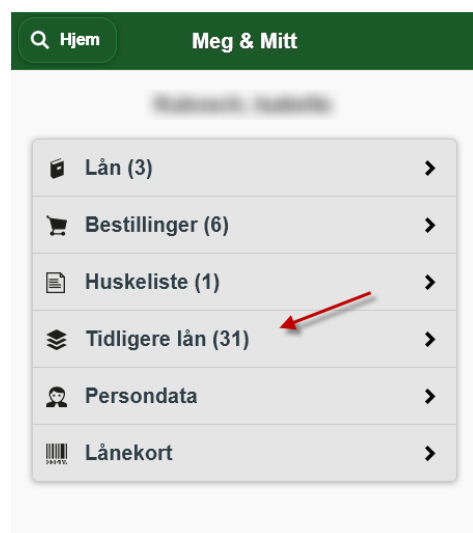 Hjem
Meg & Mitt
Lån (3)
Bestillinger (6)
Huskeliste (1)
Tidligere lån (31)
Persondata
Lånekort